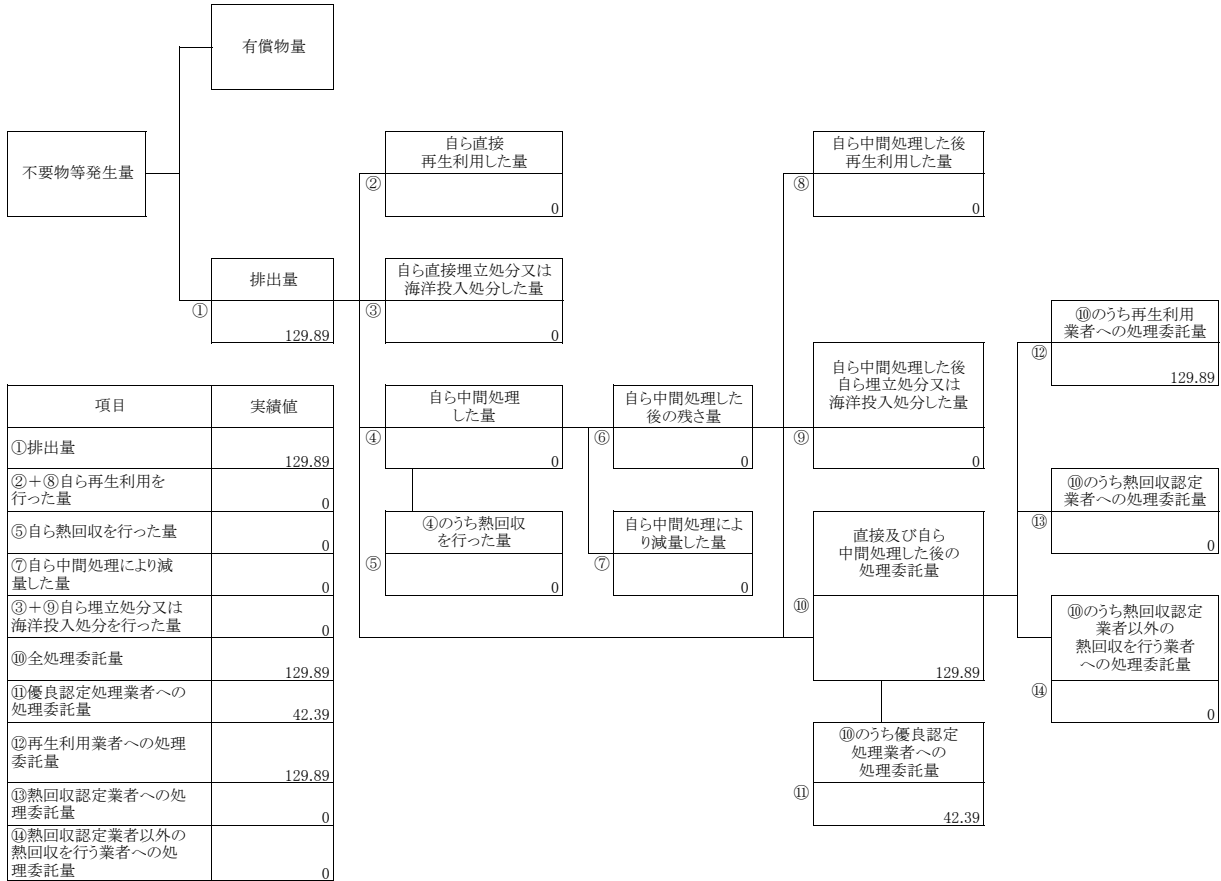 有償物量
不要物等発生量
自ら直接
再生利用した量
②
0
自ら中間処理した後
再生利用した量
⑧
0
排出量
①
129.89
自ら直接埋立処分又は
海洋投入処分した量
③
0
⑩のうち再生利用
業者への処理委託量
⑫
129.89
自ら中間処理
した量
④
0
自ら中間処理した
後の残さ量
⑥
0
自ら中間処理した後
自ら埋立処分又は
海洋投入処分した量
⑨
0
⑩のうち熱回収認定
業者への処理委託量
⑬
0
④のうち熱回収
を行った量
⑤
0
自ら中間処理によ
り減量した量
⑦
0
直接及び自ら
中間処理した後の
処理委託量
⑩
129.89
⑩のうち熱回収認定
業者以外の
熱回収を行う業者
への処理委託量
⑭
0
⑩のうち優良認定
処理業者への
処理委託量
⑪
42.39
項目 実績値
①排出量
129.89
②＋⑧自ら再生利用を
行った量
0
⑤自ら熱回収を行った量
0
⑦自ら中間処理により減
量した量
0
③＋⑨自ら埋立処分又は
海洋投入処分を行った量
0
⑩全処理委託量
129.89
⑪優良認定処理業者への
処理委託量
42.39
⑫再生利用業者への処理
委託量
129.89
⑬熱回収認定業者への処
理委託量
0
⑭熱回収認定業者以外の
熱回収を行う業者への処
理委託量
0